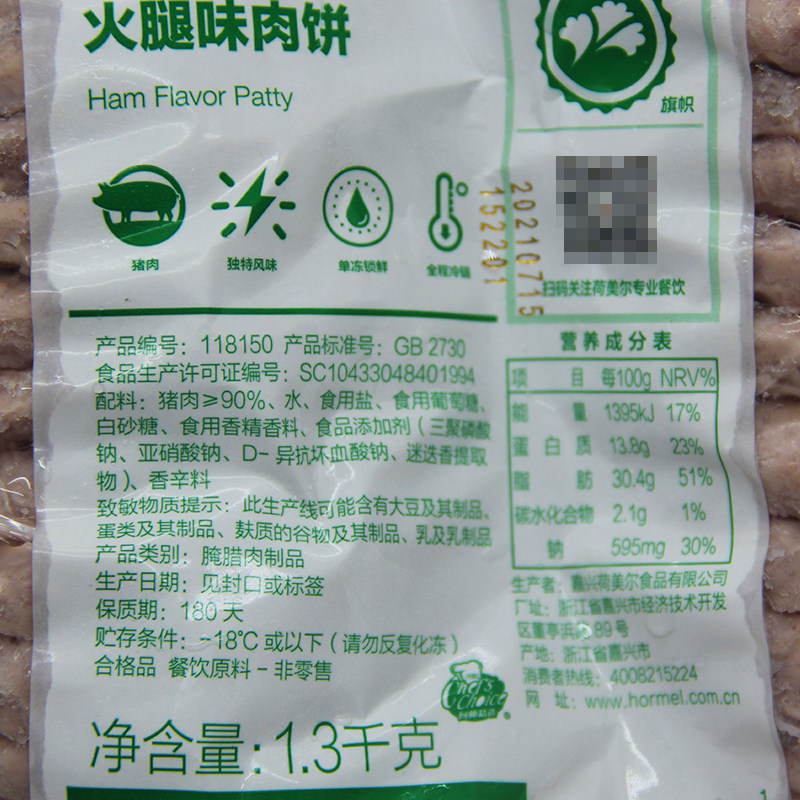 火腿味肉饼
Ham Flavor Patty
猪肉
独特风味
单冻锁鲜
全程冷链
旗帜
20210715
152201
扫码关注荷美尔专业餐饮
产品编号：118150 产品标准号：GB 2730
食品生产许可证编号：SC10433048401994
配料：猪肉≥90%、水、食用盐、食用葡萄糖、
白砂糖、食用香精香料、食品添加剂（三聚磷酸
钠、亚硝酸钠、D-异抗坏血酸钠、迷迭香提取
物）、香辛料
致敏物质提示：此生产线可能含有大豆及其制品、
蛋类及其制品、麸质的谷物及其制品、乳及乳制品
产品类别：腌腊肉制品
生产日期：见封口或标签
保质期：180天
贮存条件：-18℃或以下（请勿反复化冻）
合格品 餐饮原料-非零售
Chef's
Choice
净含量：1.3千克
营养成分表
项 目 每100g NRV%
能 量 1395kJ 17%
蛋白质 13.8g 23%
脂 肪 30.4g 51%
碳水化合物 2.1g 1%
钠 595mg 30%
生产者：嘉兴荷美尔食品有限公司
厂址：浙江省嘉兴市经济技术开发
区董亭浜路89号
产地：浙江省嘉兴市
消费者热线：4008215224
网 址：www.hormel.com.cn